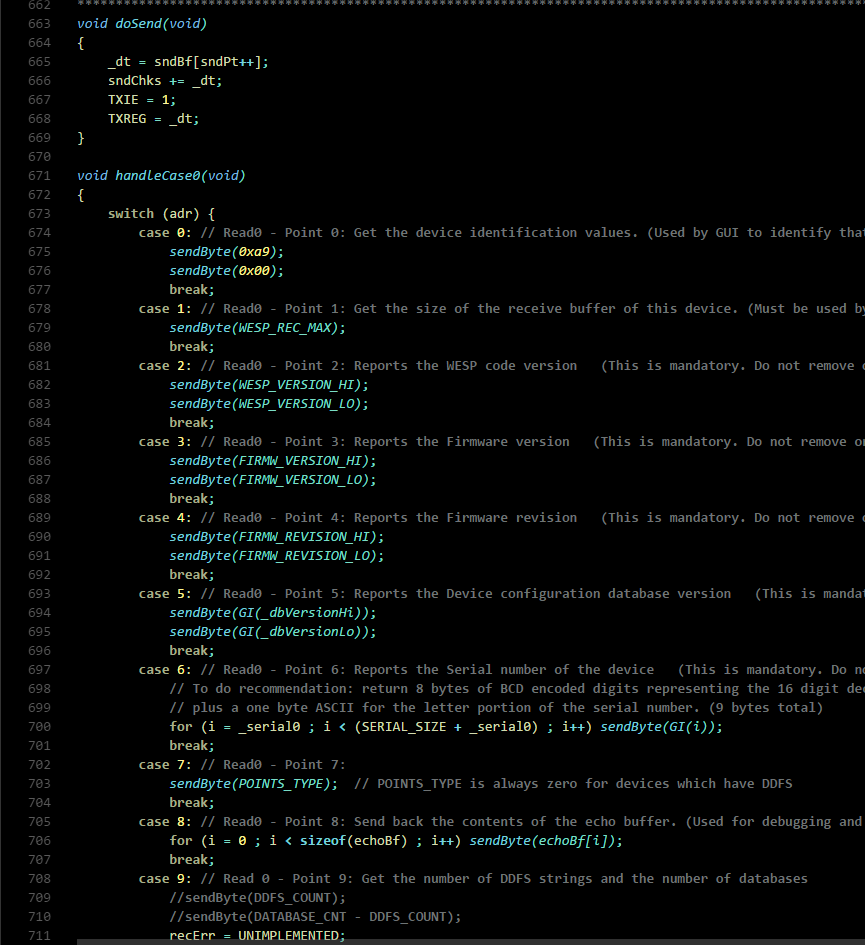 662 ****************************************************************************************************
663 void doSend(void)
664 {
665     _dt = sndBf[sndPt++];
666     sndChks += _dt;
667     TXIE = 1;
668     TXREG = _dt;
669 }
670
671 void handleCase0(void)
672 {
673     switch (adr) {
674         case 0: // Read0 - Point 0: Get the device identification values. (Used by GUI to identify that
675             sendByte(0xa9);
676             sendByte(0x00);
677             break;
678         case 1: // Read0 - Point 1: Get the size of the receive buffer of this device. (Must be used by
679             sendByte(WESP_REC_MAX);
680             break;
681         case 2: // Read0 - Point 2: Reports the WESP code version   (This is mandatory. Do not remove o
682             sendByte(WESP_VERSION_HI);
683             sendByte(WESP_VERSION_LO);
684             break;
685         case 3: // Read0 - Point 3: Reports the Firmware version   (This is mandatory. Do not remove or
686             sendByte(FIRMW_VERSION_HI);
687             sendByte(FIRMW_VERSION_LO);
688             break;
689         case 4: // Read0 - Point 4: Reports the Firmware revision   (This is mandatory. Do not remove o
690             sendByte(FIRMW_REVISION_HI);
691             sendByte(FIRMW_REVISION_LO);
692             break;
693         case 5: // Read0 - Point 5: Reports the Device configuration database version   (This is mandat
694             sendByte(GI(_dbVersionHi));
695             sendByte(GI(_dbVersionLo));
696             break;
697         case 6: // Read0 - Point 6: Reports the Serial number of the device   (This is mandatory. Do no
698             // To do recommendation: return 8 bytes of BCD encoded digits representing the 16 digit dec
699             // plus a one byte ASCII for the letter portion of the serial number. (9 bytes total)
700             for (i = _serial0 ; i < (SERIAL_SIZE + _serial0) ; i++) sendByte(GI(i));
701             break;
702         case 7: // Read0 - Point 7:
703             sendByte(POINTS_TYPE);  // POINTS_TYPE is always zero for devices which have DDFS
704             break;
705         case 8: // Read0 - Point 8: Send back the contents of the echo buffer. (Used for debugging and
706             for (i = 0 ; i < sizeof(echoBf) ; i++) sendByte(echoBf[i]);
707             break;
708         case 9: // Read 0 - Point 9: Get the number of DDFS strings and the number of databases
709             //sendByte(DDFS_COUNT);
710             //sendByte(DATABASE_CNT - DDFS_COUNT);
711             recErr = UNIMPLEMENTED;